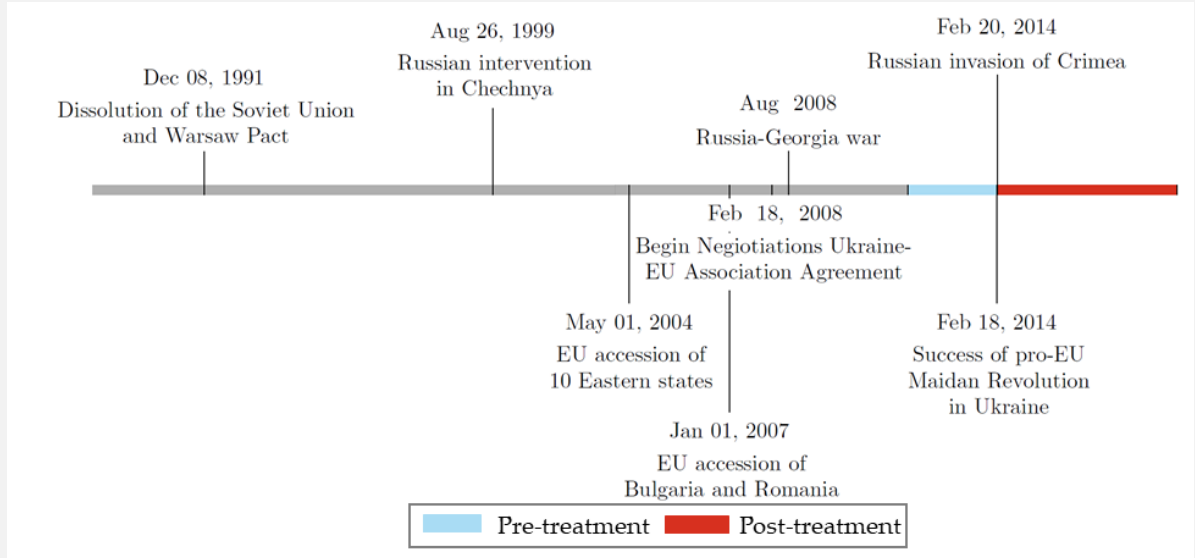 Dec 08, 1991
Dissolution of the Soviet Union
and Warsaw Pact
Aug 26, 1999
Russian intervention
in Chechnya
Aug 2008
Russia-Georgia war
Feb 20, 2014
Russian invasion of Crimea
Feb 18, 2008
Begin Negiotiations Ukraine-
EU Association Agreement
May 01, 2004
EU accession of
10 Eastern states
Jan 01, 2007
EU accession of
Bulgaria and Romania
Feb 18, 2014
Success of pro-EU
Maidan Revolution
in Ukraine
Pre-treatment
Post-treatment